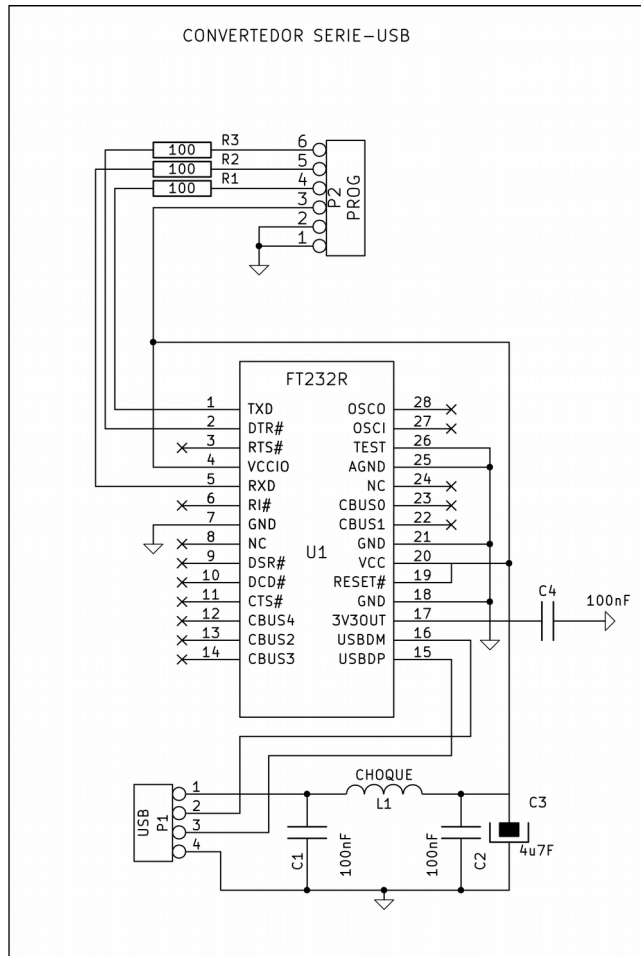 CONVERTEDOR SERIE-USB
100 R3 6
100 R2 5
100 R1 4
3
2
1
P2
PROG
FT232R
1 TXD OSCO 28
2 DTR# OSCI 27
3 RTS# TEST 26
4 VCCIO AGND 25
5 RXD NC 24
6 RI# CBUS0 23
7 GND CBUS1 22
8 NC GND 21
U1
9 DSR# VCC 20
10 DCD# RESET# 19
11 CTS# GND 18
12 CBUS4 3V3OUT 17
13 CBUS2 USBDM 16
14 CBUS3 USBDP 15
C4
100nF
CHOQUE
L1
USB
P1
1
2
3
4
C1
100nF
100nF
C2
C3
4u7F